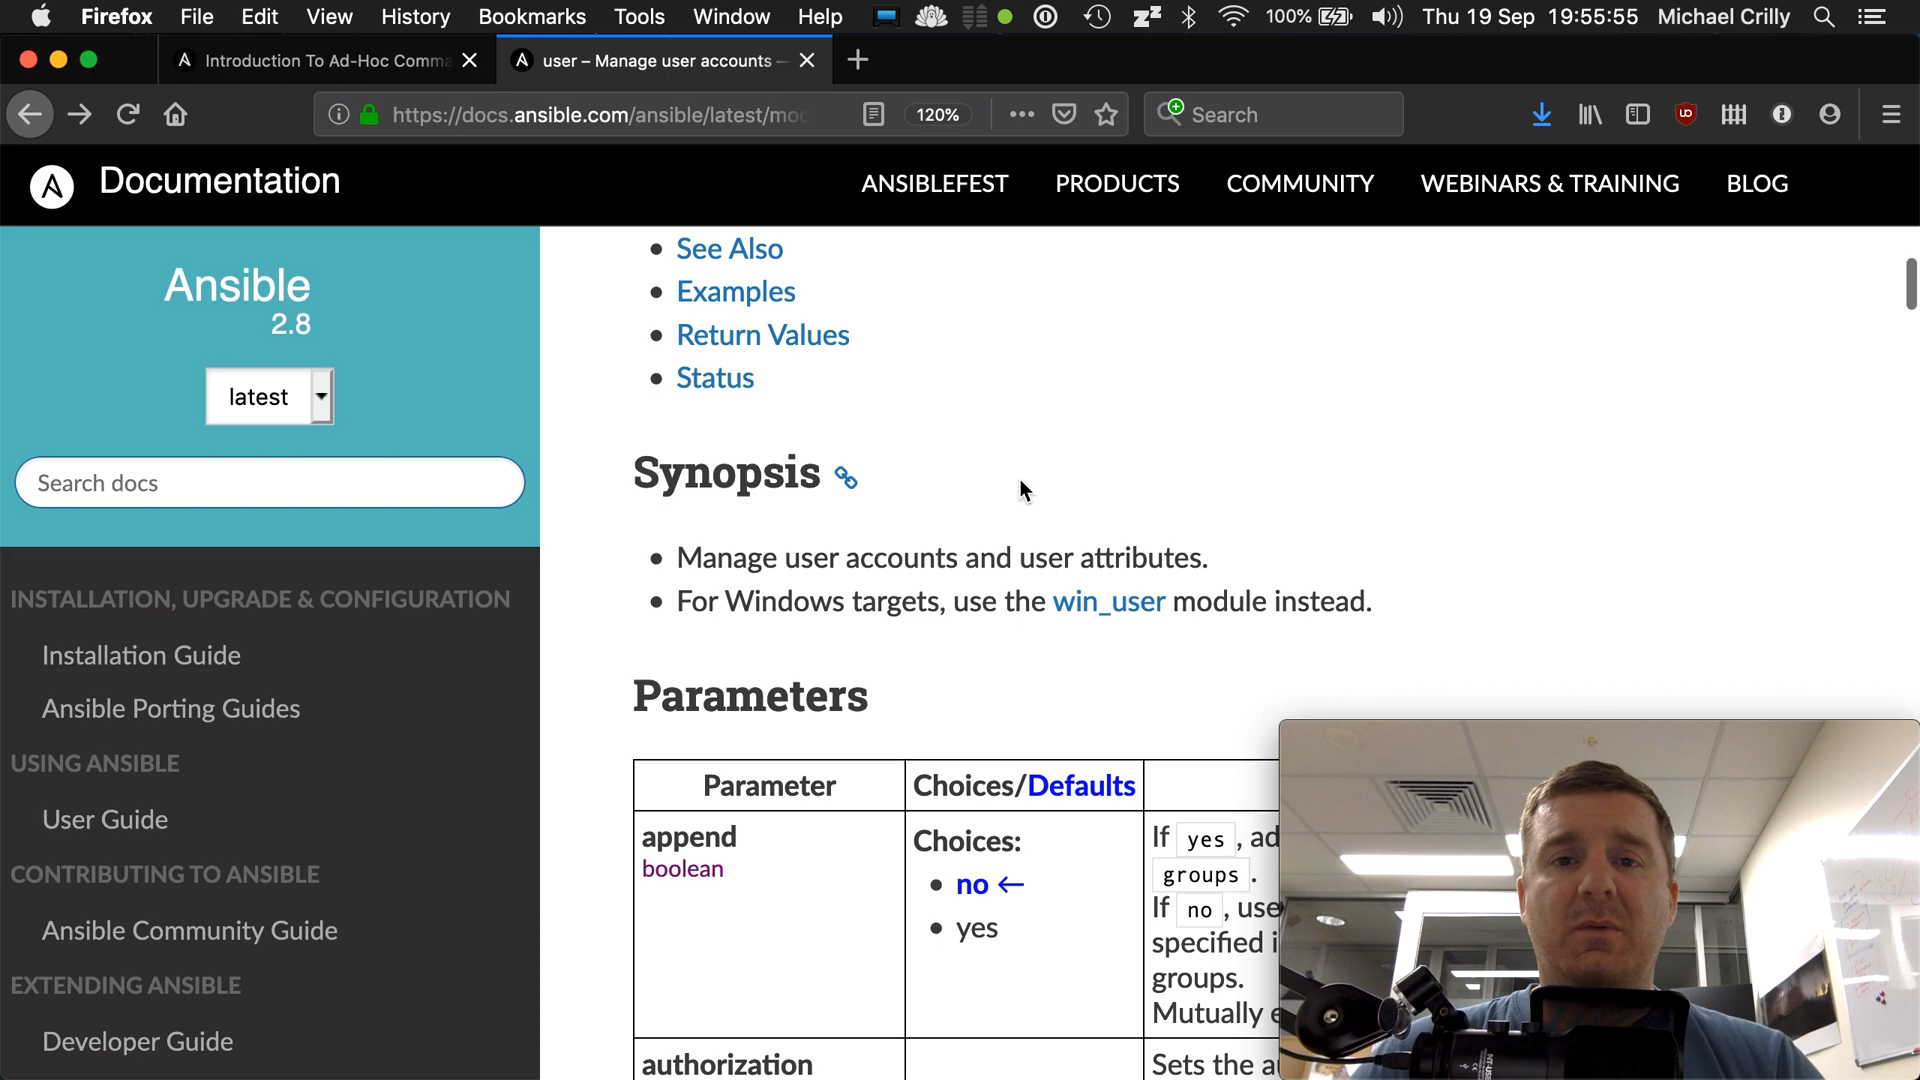 Firefox File Edit View History Bookmarks Tools Window Help 100% Thu 19 Sep 19:55:55 Michael Crilly
Introduction To Ad-Hoc Comma
user – Manage user accounts –
https://docs.ansible.com/ansible/latest/mod
120%
Search
Documentation
ANSIBLEFEST PRODUCTS COMMUNITY WEBINARS & TRAINING BLOG
Ansible
2.8
latest
Search docs
INSTALLATION, UPGRADE & CONFIGURATION
Installation Guide
Ansible Porting Guides
USING ANSIBLE
User Guide
CONTRIBUTING TO ANSIBLE
Ansible Community Guide
EXTENDING ANSIBLE
Developer Guide
See Also
Examples
Return Values
Status
Synopsis
Manage user accounts and user attributes.
For Windows targets, use the win_user module instead.
Parameters
Parameter Choices/Defaults
append
boolean
Choices:
no ←
yes
If yes , ad
groups .
If no , use
specified i
groups.
Mutually e
authorization
Sets the a